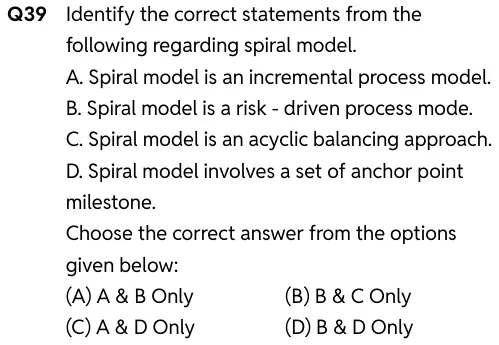 Q39 Identify the correct statements from the
following regarding spiral model.
A. Spiral model is an incremental process model.
B. Spiral model is a risk - driven process mode.
C. Spiral model is an acyclic balancing approach.
D. Spiral model involves a set of anchor point
milestone.
Choose the correct answer from the options
given below:
(A) A & B Only (B) B & C Only
(C) A & D Only (D) B & D Only